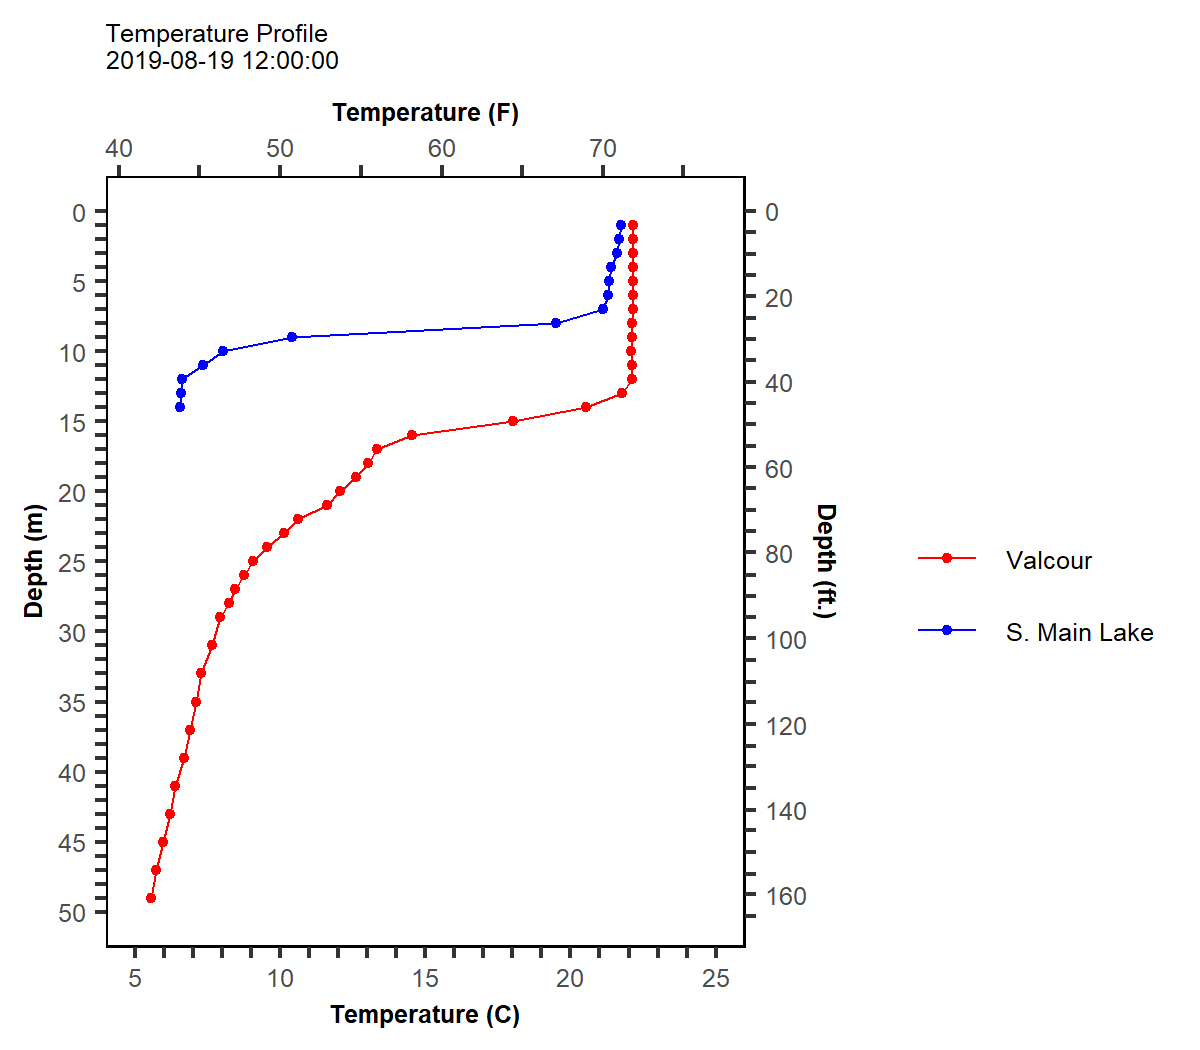 Temperature Profile
2019-08-19 12:00:00
Temperature (F)
40 50 60 70
0
5
10
15
20
25
30
35
40
45
50
Depth (m)
0
20
40
60
80
100
120
140
160
Depth (ft.)
Valcour
S. Main Lake
5 10 15 20 25
Temperature (C)